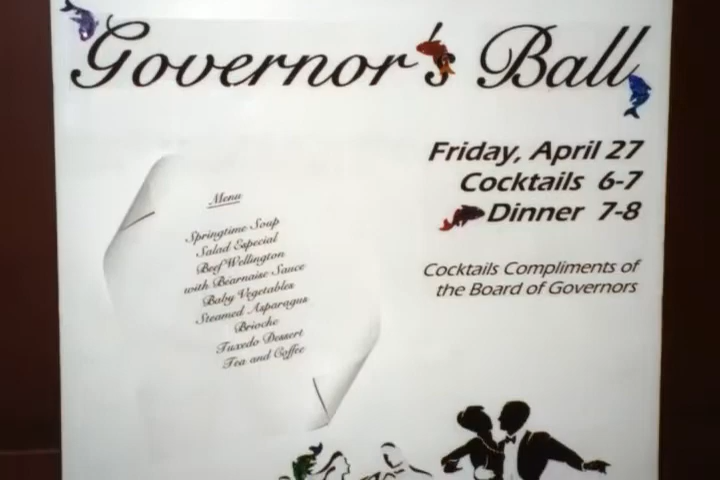 Governor's Ball
Friday, April 27
Cocktails 6-7
Dinner 7-8
Cocktails Compliments of
the Board of Governors
Menu
Springtime Soup
Salad Especial
Beef Wellington
with Béarnaise Sauce
Baby Vegetables
Steamed Asparagus
Brioche
Tuxedo Dessert
Tea and Coffee